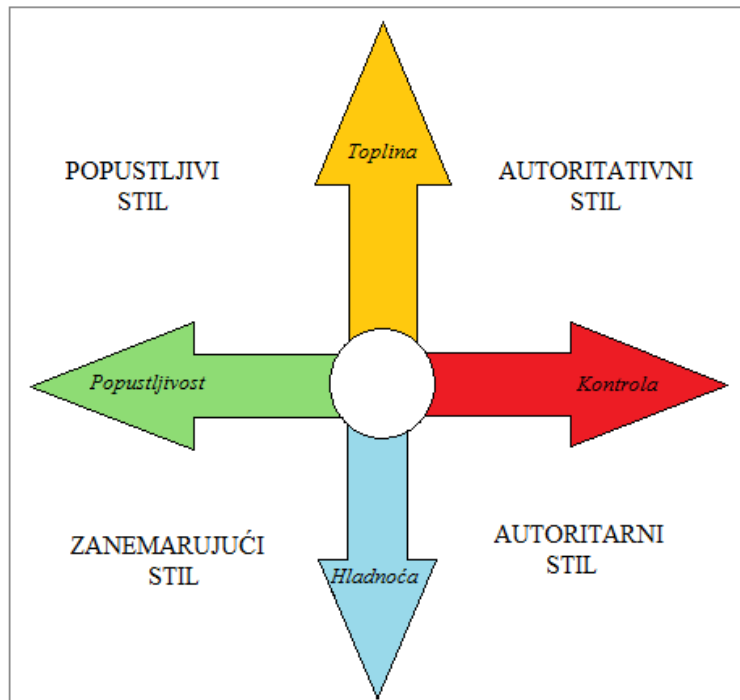 Toplina
POPUSTLJIVI
STIL
AUTORITATIVNI
STIL
Popustljivost
Kontrola
ZANEMARUJUĆI
STIL
AUTORITARNI
STIL
Hladnoća